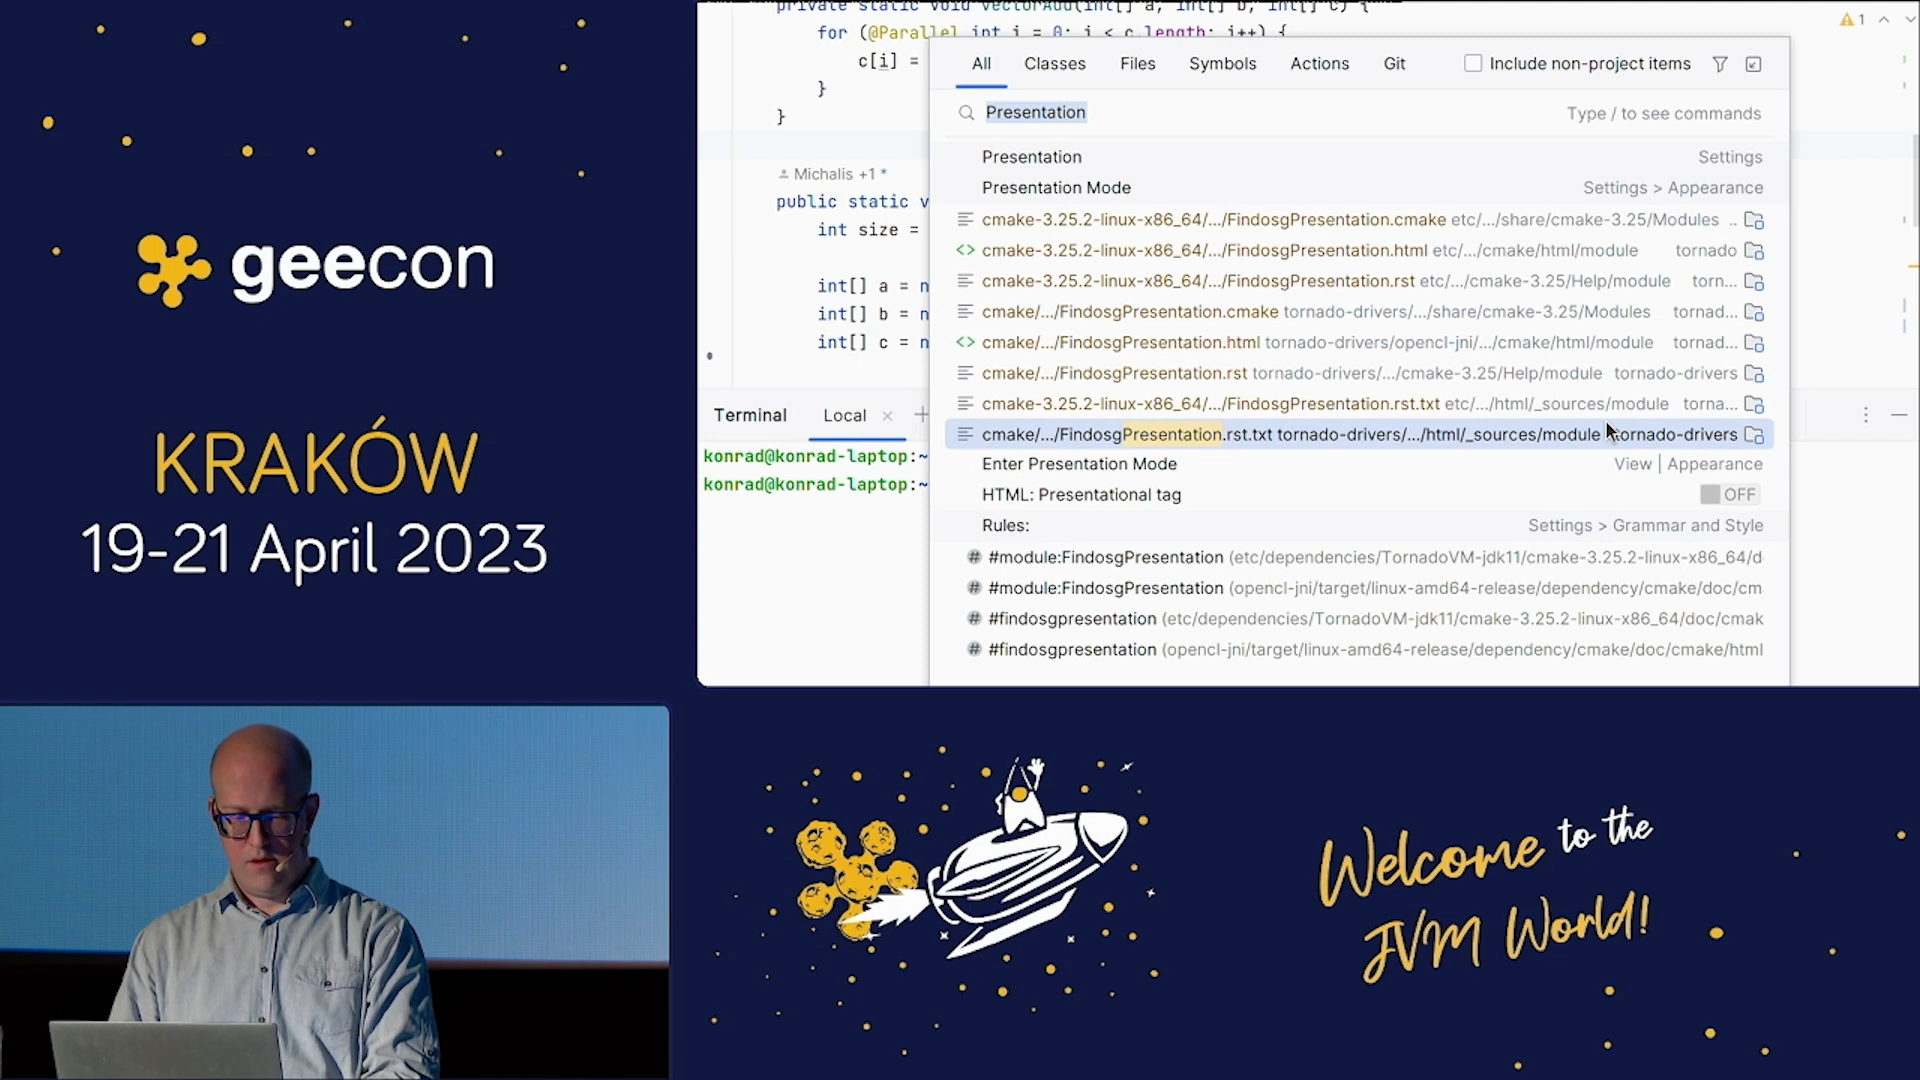 geecon
KRAKÓW
19-21 April 2023
private static void vectorAdd(int[] a, int[] b, int[] c) {
for (@Parallel int i = 0; i < c.length; i++) {
c[i] =
}
}
Michalis +1 *
public static v
int size =
int[] a = n
int[] b = n
int[] c = n
1
All Classes Files Symbols Actions Git Include non-project items
Presentation Type / to see commands
Presentation Settings
Presentation Mode Settings > Appearance
cmake-3.25.2-linux-x86_64/.../FindosgPresentation.cmake etc/.../share/cmake-3.25/Modules ..
cmake-3.25.2-linux-x86_64/.../FindosgPresentation.html etc/.../cmake/html/module tornado
cmake-3.25.2-linux-x86_64/.../FindosgPresentation.rst etc/.../cmake-3.25/Help/module torn...
cmake/.../FindosgPresentation.cmake tornado-drivers/.../share/cmake-3.25/Modules tornad...
cmake/.../FindosgPresentation.html tornado-drivers/opencl-jni/.../cmake/html/module tornad...
cmake/.../FindosgPresentation.rst tornado-drivers/.../cmake-3.25/Help/module tornado-drivers
cmake-3.25.2-linux-x86_64/.../FindosgPresentation.rst.txt etc/.../html/_sources/module torna...
cmake/.../FindosgPresentation.rst.txt tornado-drivers/.../html/_sources/module tornado-drivers
Enter Presentation Mode View | Appearance
HTML: Presentational tag OFF
Rules: Settings > Grammar and Style
#module:FindosgPresentation (etc/dependencies/TornadoVM-jdk11/cmake-3.25.2-linux-x86_64/d
#module:FindosgPresentation (opencl-jni/target/linux-amd64-release/dependency/cmake/doc/cm
#findosgpresentation (etc/dependencies/TornadoVM-jdk11/cmake-3.25.2-linux-x86_64/doc/cmak
#findosgpresentation (opencl-jni/target/linux-amd64-release/dependency/cmake/doc/cmake/html
Terminal Local
konrad@konrad-laptop:~
konrad@konrad-laptop:~
Welcome to the
JVM World!